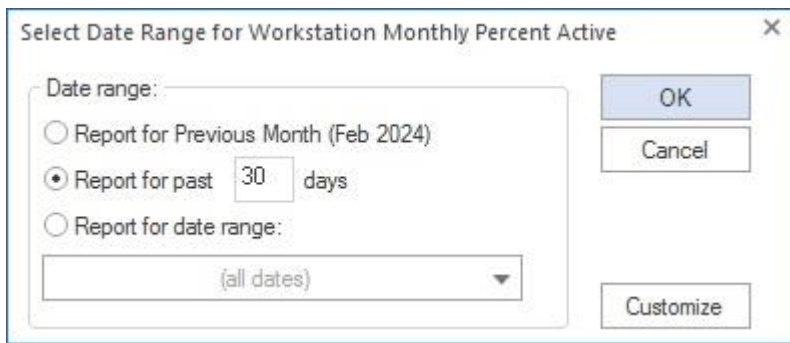 Select Date Range for Workstation Monthly Percent Active
Date range:
Report for Previous Month (Feb 2024)
Report for past 30 days
Report for date range:
(all dates)
OK
Cancel
Customize